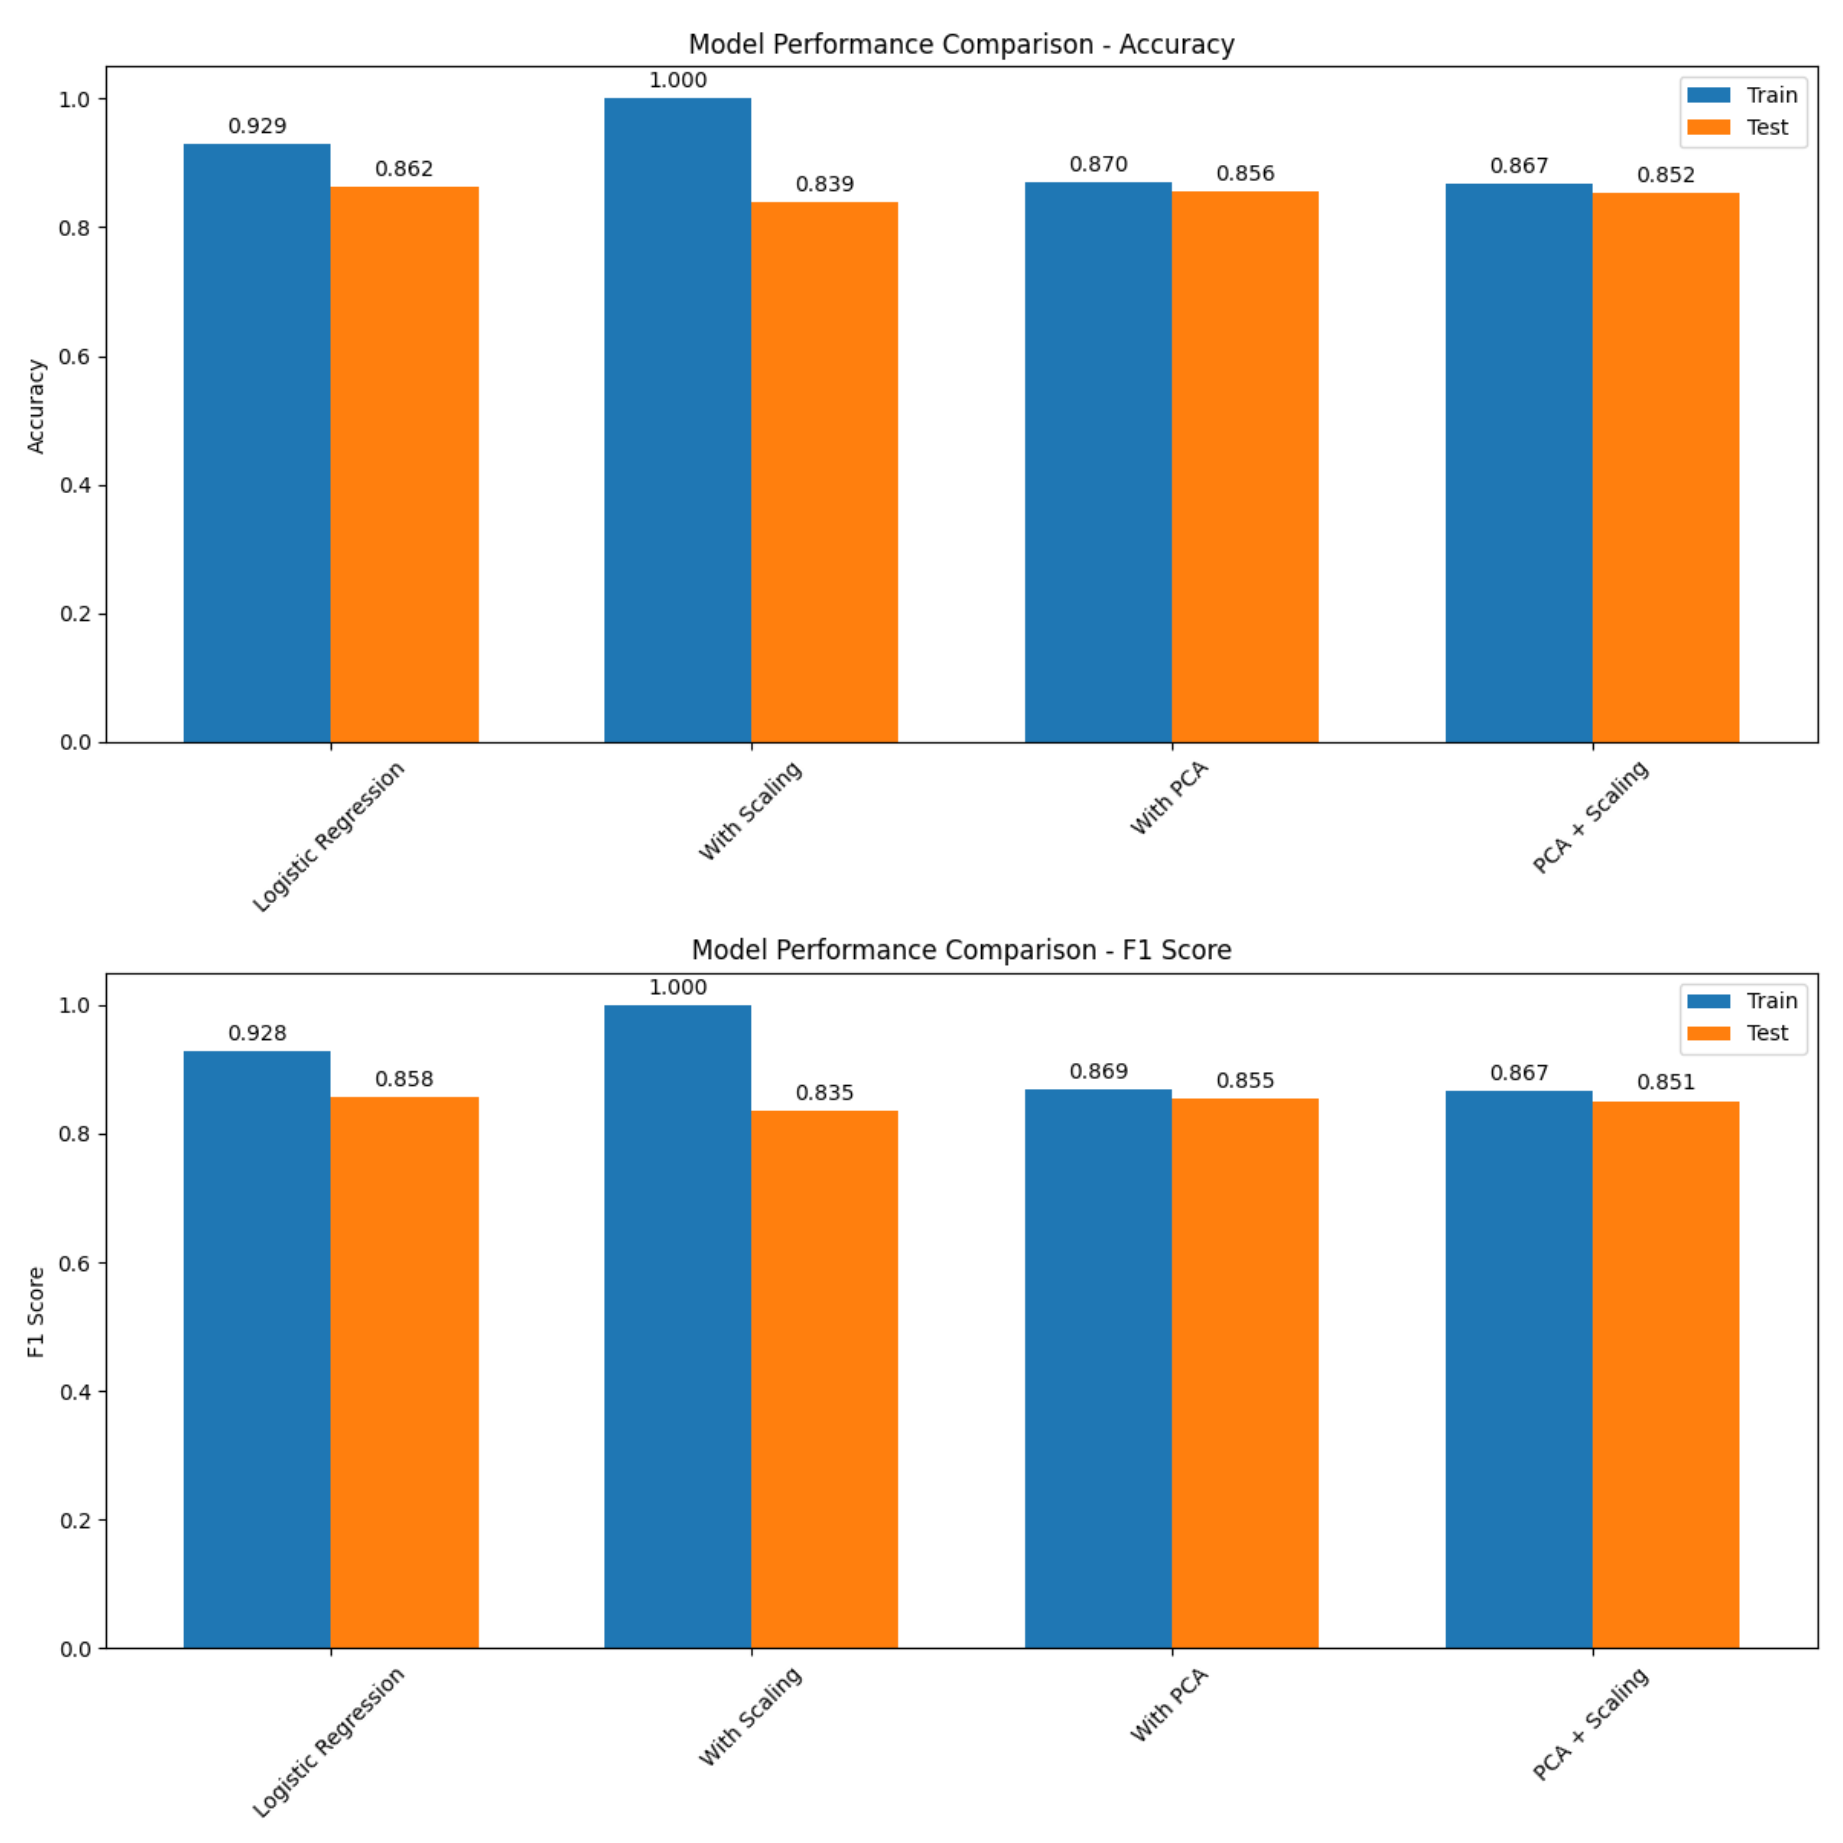 Model Performance Comparison - Accuracy
1.000
0.929
0.862
0.839
0.870
0.856
0.867
0.852
Train
Test
Accuracy
1.0
0.8
0.6
0.4
0.2
0.0
Logistic Regression
With Scaling
With PCA
PCA + Scaling
Model Performance Comparison - F1 Score
1.000
0.928
0.858
0.835
0.869
0.855
0.867
0.851
Train
Test
F1 Score
1.0
0.8
0.6
0.4
0.2
0.0
Logistic Regression
With Scaling
With PCA
PCA + Scaling